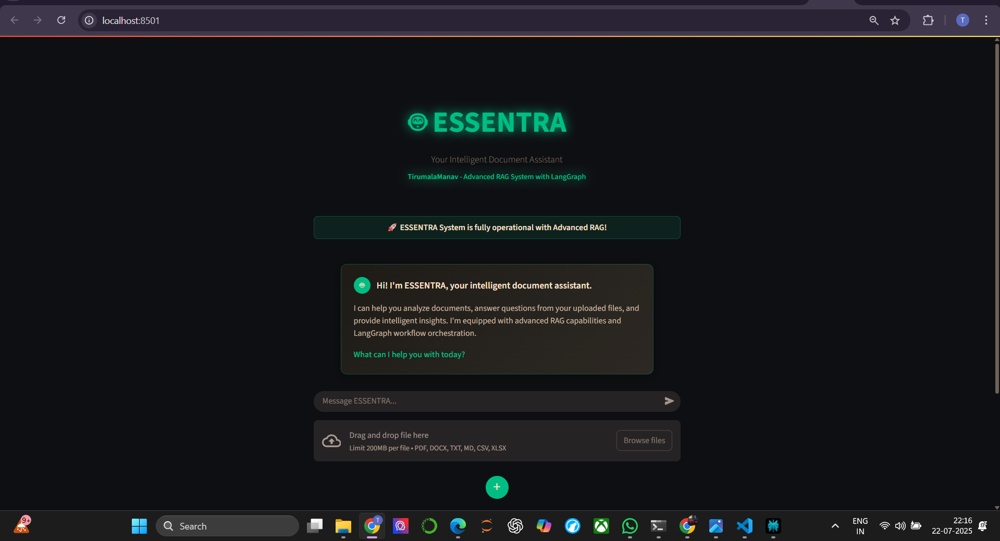 localhost:8501
T
ESSENTRA
Your Intelligent Document Assistant
TirumalaManav - Advanced RAG System with LangGraph
🚀 ESSENTRA System is fully operational with Advanced RAG!
Hi! I'm ESSENTRA, your intelligent document assistant.
I can help you analyze documents, answer questions from your uploaded files, and
provide intelligent insights. I'm equipped with advanced RAG capabilities and
LangGraph workflow orchestration.
What can I help you with today?
Message ESSENTRA...
Drag and drop file here
Limit 200MB per file • PDF, DOCX, TXT, MD, CSV, XLSX
Browse files
+
9+
Search
T
ENG
IN
22:16
22-07-2025